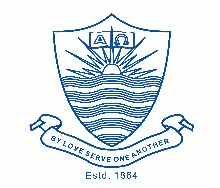 Α Ω
BY LOVE SERVE ONE ANOTHER
Estd. 1864